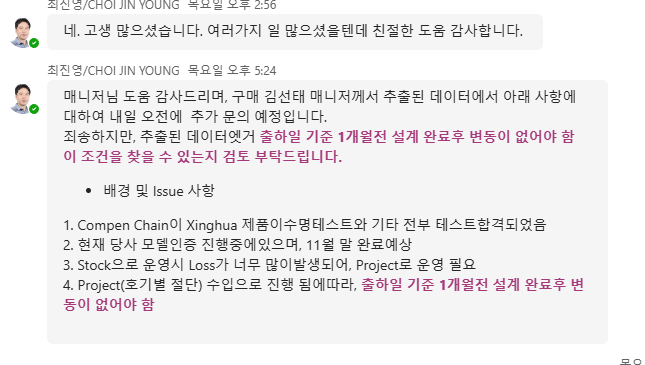 최진영/CHOI JIN YOUNG 목요일 오후 2:56
네. 고생 많으셨습니다. 여러가지 일 많으셨을텐데 친절한 도움 감사합니다.
최진영/CHOI JIN YOUNG 목요일 오후 5:24
매니저님 도움 감사드리며, 구매 김선태 매니저께서 추출된 데이터에서 아래 사항에
대하여 내일 오전에 추가 문의 예정입니다.
죄송하지만, 추출된 데이터엣거 출하일 기준 1개월전 설계 완료후 변동이 없어야 함
이 조건을 찾을 수 있는지 검토 부탁드립니다.
• 배경 및 Issue 사항
1. Compen Chain이 Xinghua 제품이수명테스트와 기타 전부 테스트합격되었음
2. 현재 당사 모델인증 진행중에있으며, 11월 말 완료예상
3. Stock으로 운영시 Loss가 너무 많이발생되어, Project로 운영 필요
4. Project(호기별 절단) 수입으로 진행 됨에따라, 출하일 기준 1개월전 설계 완료후 변
동이 없어야 함